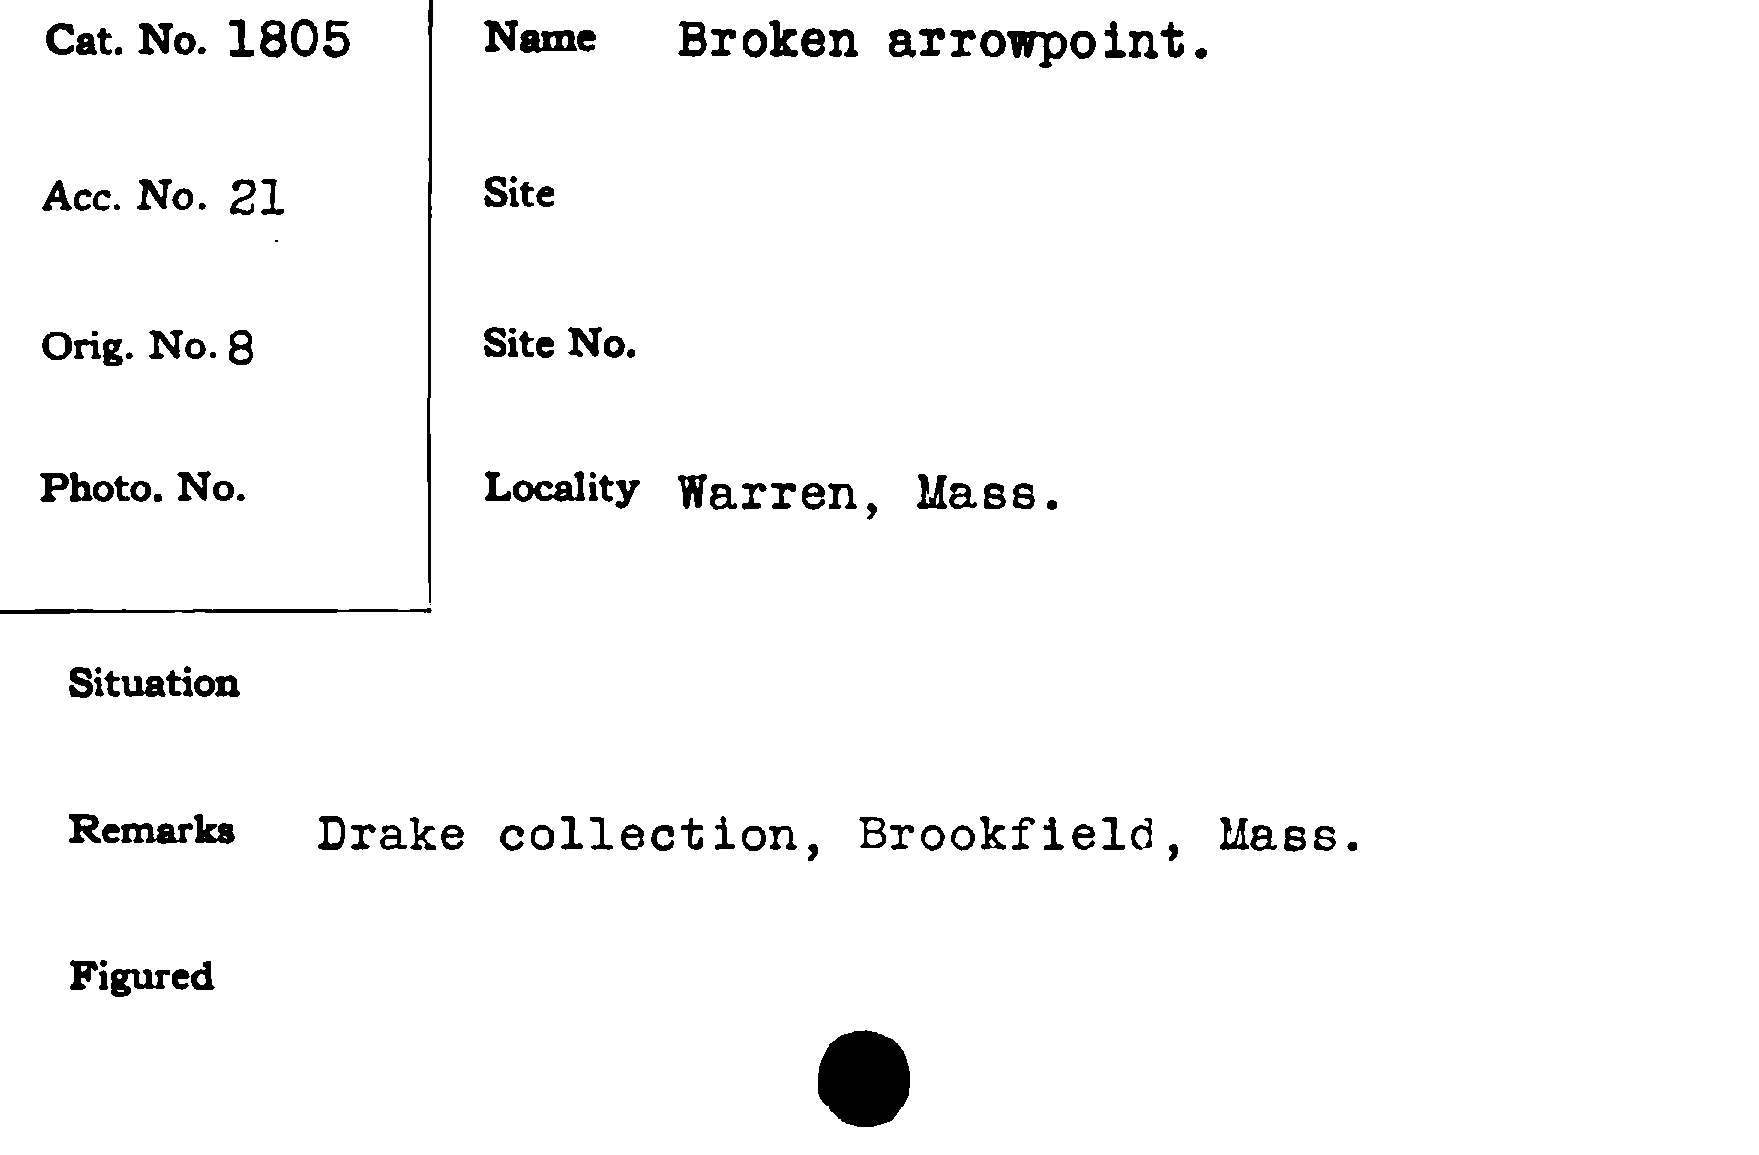 Cat. No. 1805
Acc. No. 21
Orig. No. 8
Photo. No.
Name Broken arrowpoint.
Site
Site No.
Locality Warren, Mass.
Situation
Remarks Drake collection, Brookfield, Mass.
Figured